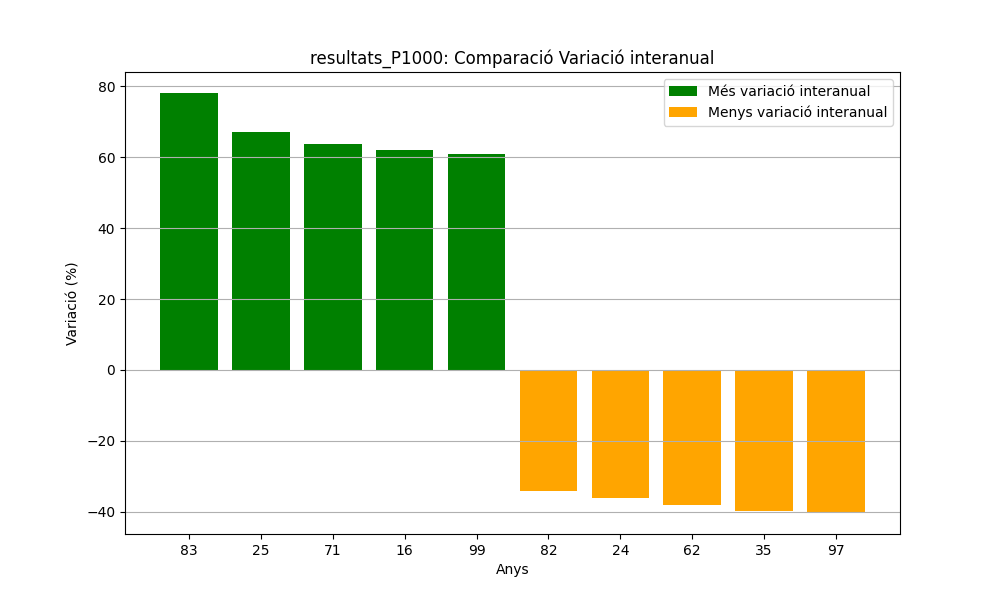 resultats_P1000: Comparació Variació interanual
Més variació interanual
Menys variació interanual
Variació (%)
80
60
40
20
0
−20
−40
83 25 71 16 99 82 24 62 35 97
Anys